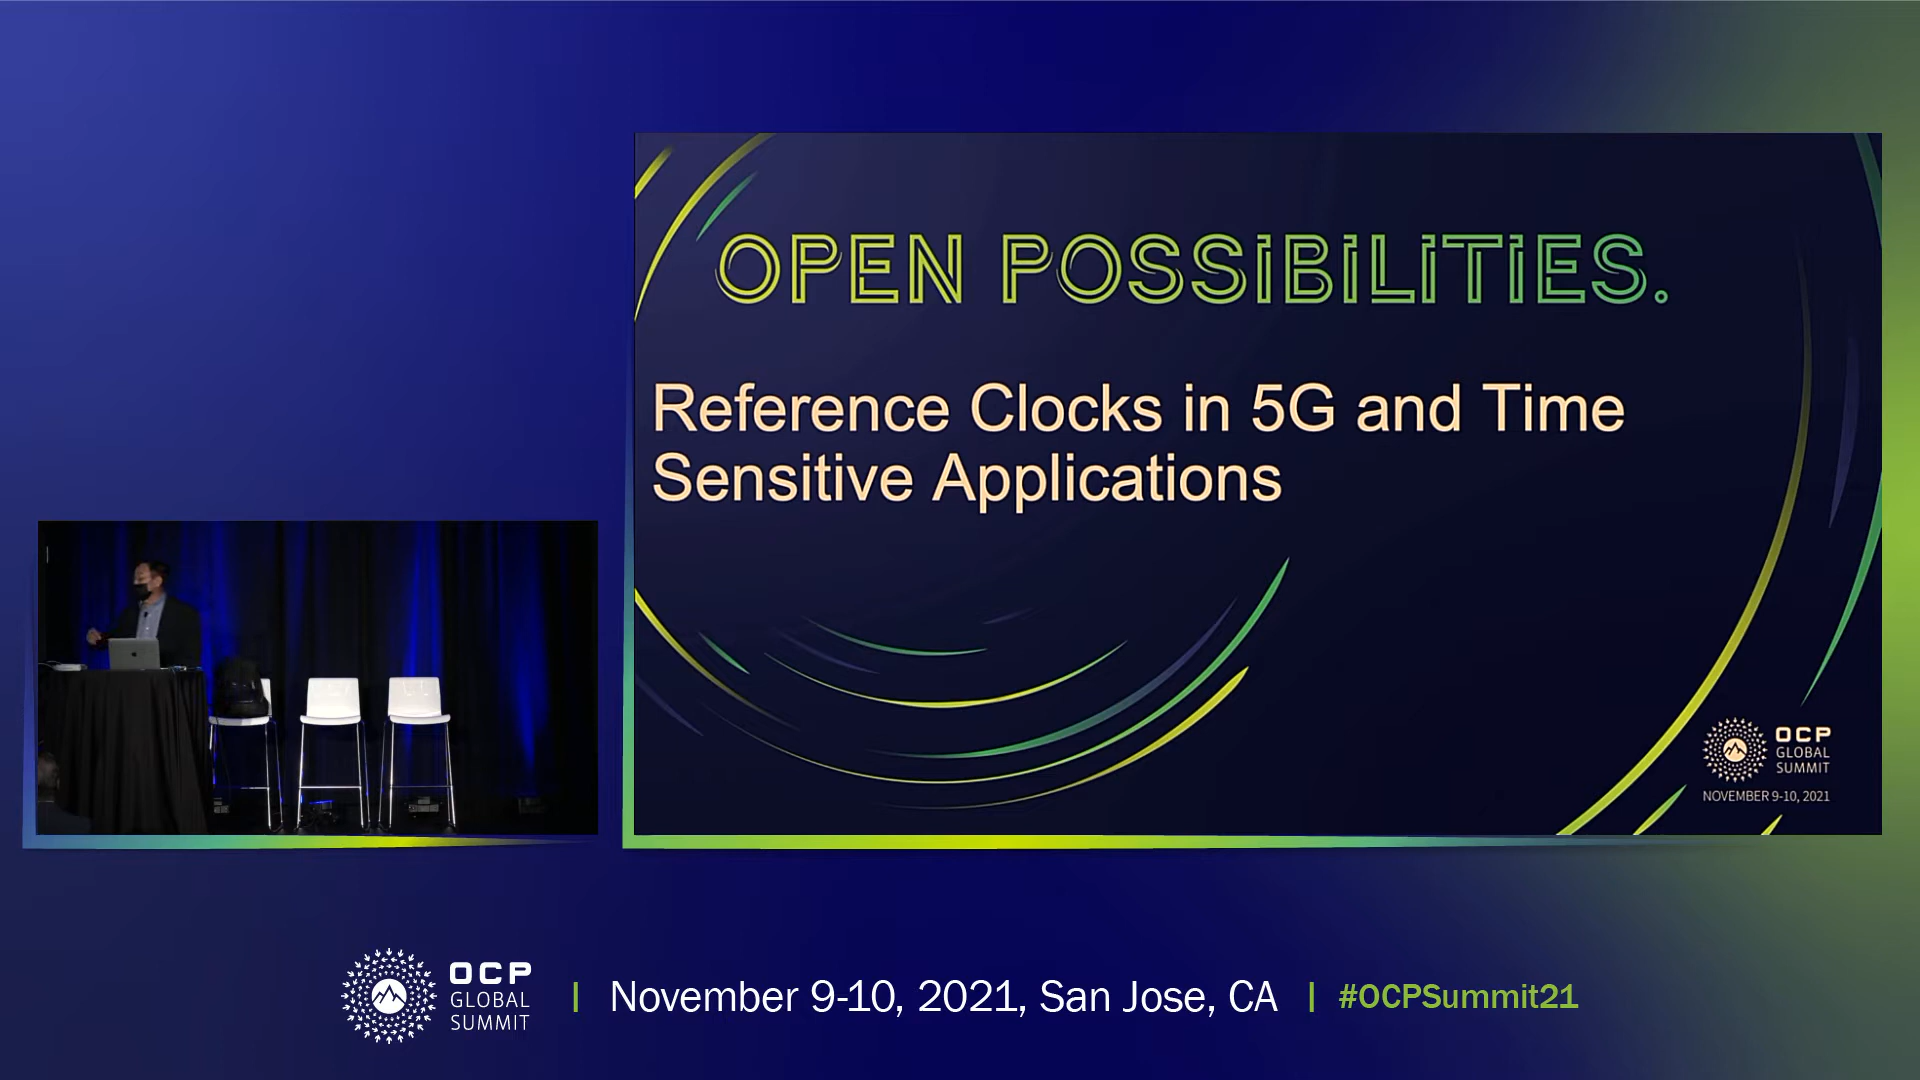 OPEN POSSIBILITIES.
Reference Clocks in 5G and Time
Sensitive Applications
OCP
GLOBAL
SUMMIT
NOVEMBER 9-10, 2021
OCP
GLOBAL
SUMMIT
November 9-10, 2021, San Jose, CA
#OCPSummit21